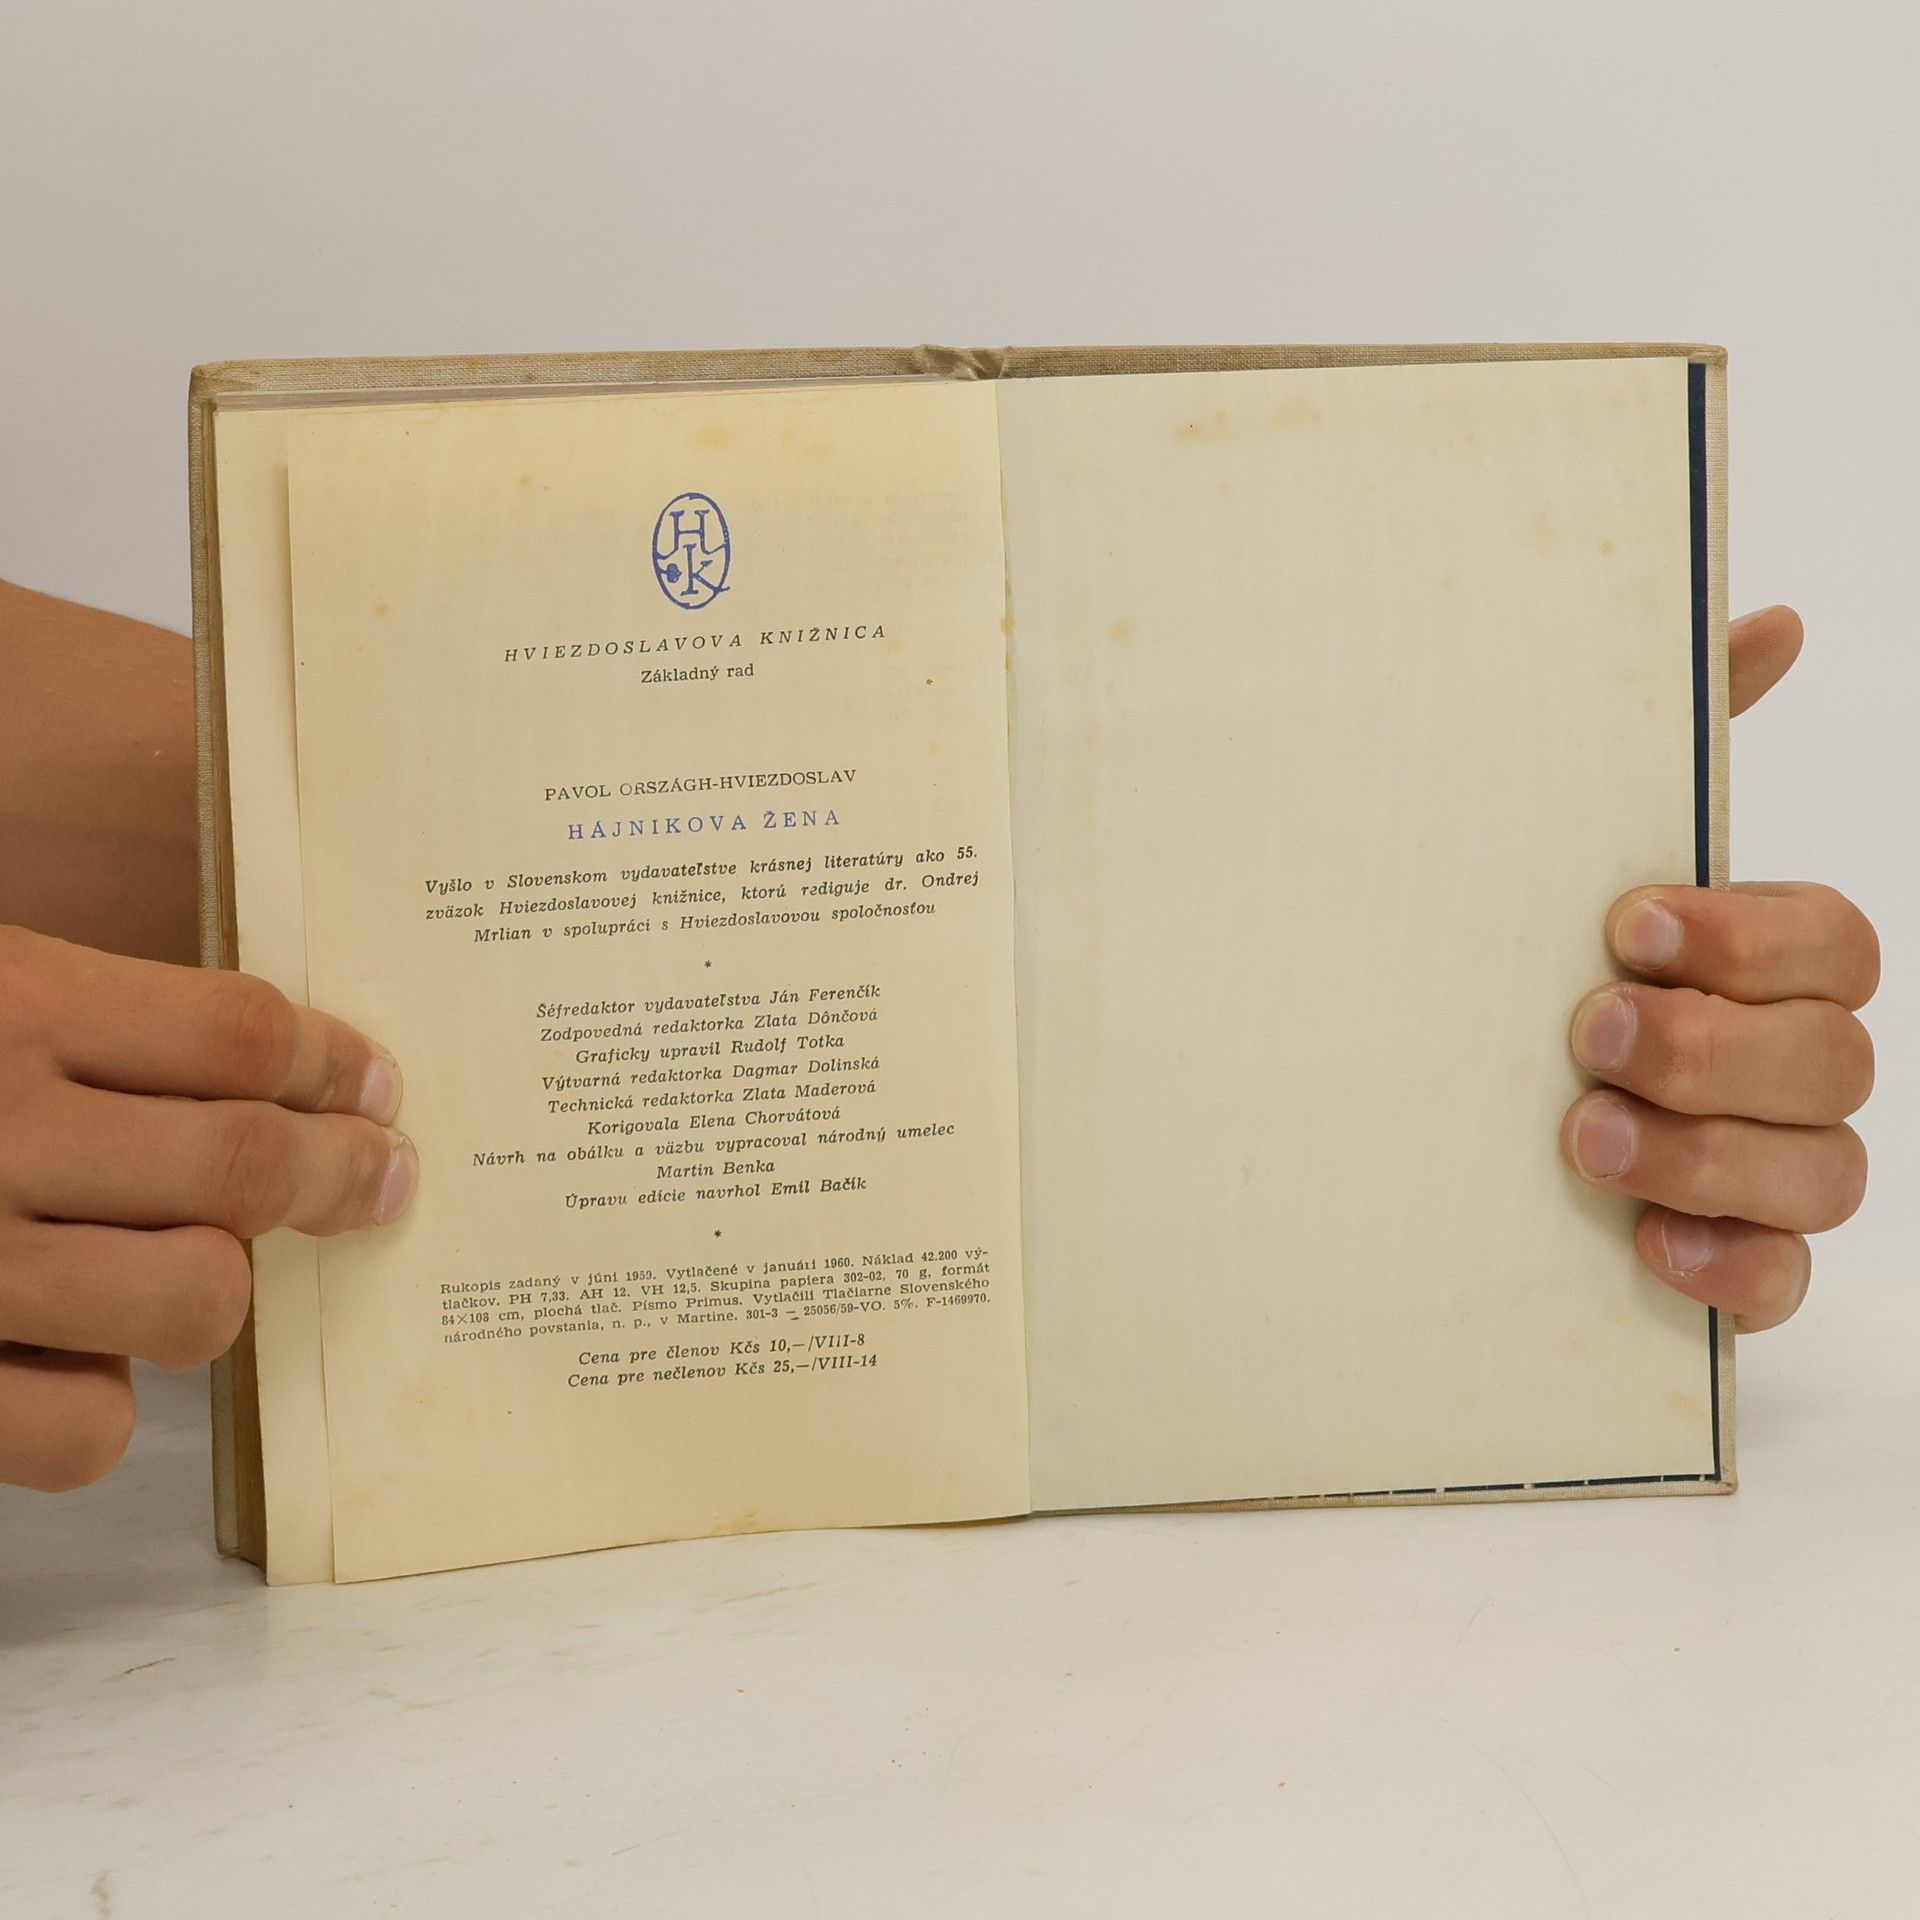 HK
HVIEZDOSLAVOVA KNIŽNICA
Základný rad
PAVOL ORSZÁGH-HVIEZDOSLAV
HÁJNIKOVA ŽENA
Vyšlo v Slovenskom vydavateľstve krásnej literatúry ako 55.
zväzok Hviezdoslavovej knižnice, ktorú rediguje dr. Ondrej
Mrlian v spolupráci s Hviezdoslavovou spoločnosťou
*
Šéfredaktor vydavateľstva Ján Ferenčík
Zodpovedná redaktorka Zlata Dônčová
Graficky upravil Rudolf Totka
Výtvarná redaktorka Dagmar Dolinská
Technická redaktorka Zlata Maderová
Korigovala Elena Chorvátová
Návrh na obálku a väzbu vypracoval národný umelec
Martin Benka
Úpravu edície navrhol Emil Bačík
*
Rukopis zadaný v júni 1959. Vytlačené v januári 1960. Náklad 42.200 vý-
tlačkov. PH 7,33. AH 12. VH 12,5. Skupina papiera 302-02, 70 g, formát
84×108 cm, plochá tlač. Písmo Primus. Vytlačili Tlačiarne Slovenského
národného povstania, n. p., v Martine. 301-3 — 25056/59-VO. 5%. F-1469970.
Cena pre členov Kčs 10,—/VIII-8
Cena pre nečlenov Kčs 25,—/VIII-14